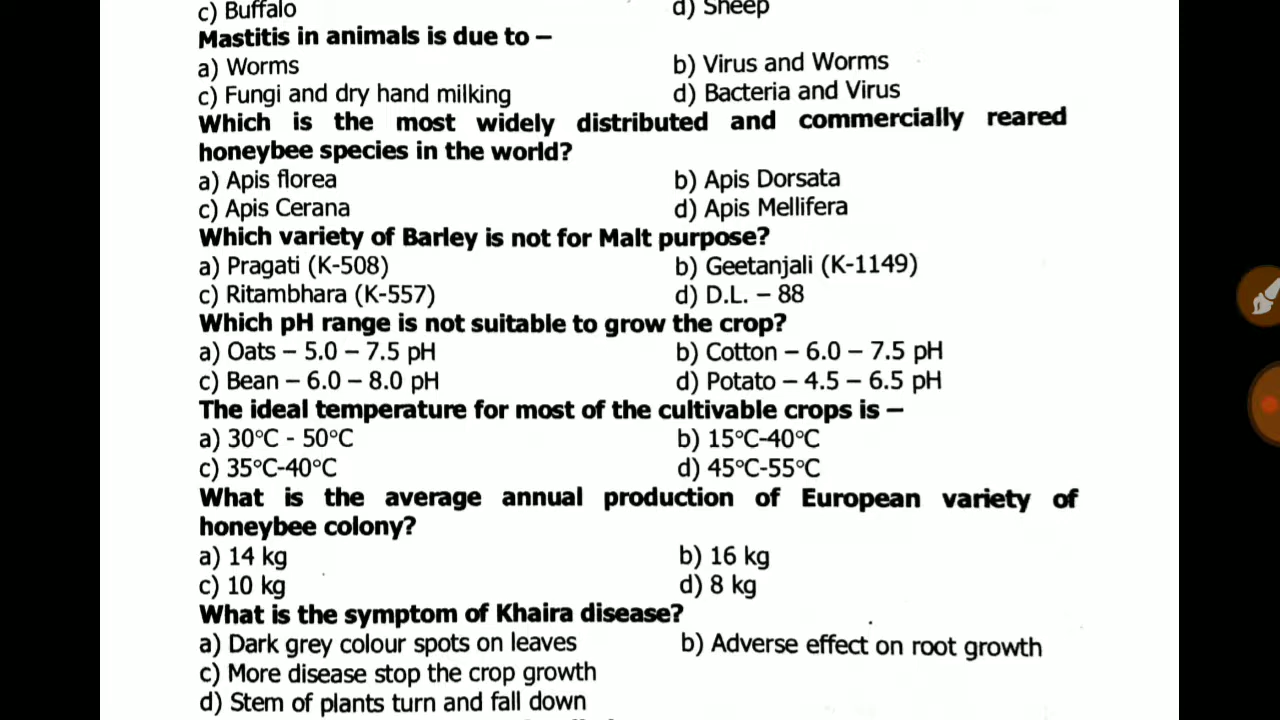 c) Buffalo d) Sheep
Mastitis in animals is due to –
a) Worms b) Virus and Worms
c) Fungi and dry hand milking d) Bacteria and Virus
Which is the most widely distributed and commercially reared
honeybee species in the world?
a) Apis florea b) Apis Dorsata
c) Apis Cerana d) Apis Mellifera
Which variety of Barley is not for Malt purpose?
a) Pragati (K-508) b) Geetanjali (K-1149)
c) Ritambhara (K-557) d) D.L. – 88
Which pH range is not suitable to grow the crop?
a) Oats – 5.0 – 7.5 pH b) Cotton – 6.0 – 7.5 pH
c) Bean – 6.0 – 8.0 pH d) Potato – 4.5 – 6.5 pH
The ideal temperature for most of the cultivable crops is –
a) 30°C - 50°C b) 15°C-40°C
c) 35°C-40°C d) 45°C-55°C
What is the average annual production of European variety of
honeybee colony?
a) 14 kg b) 16 kg
c) 10 kg d) 8 kg
What is the symptom of Khaira disease?
a) Dark grey colour spots on leaves b) Adverse effect on root growth
c) More disease stop the crop growth
d) Stem of plants turn and fall down